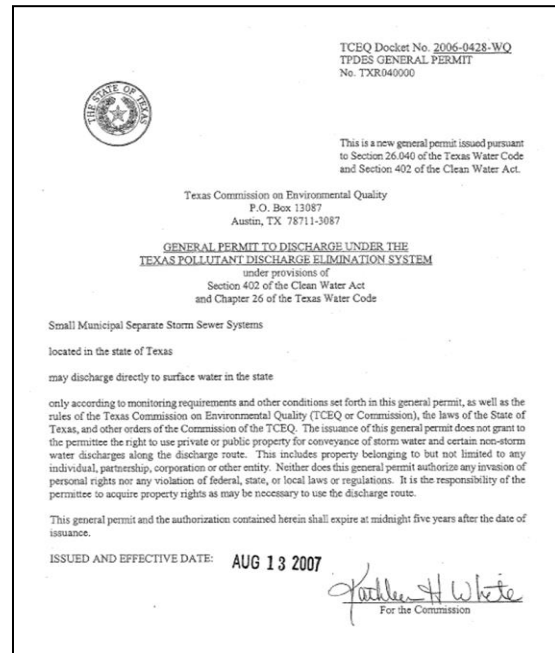 TCEQ Docket No. 2006-0428-WQ
TPDES GENERAL PERMIT
No. TXR040000
THE STATE OF TEXAS
This is a new general permit issued pursuant
to Section 26.040 of the Texas Water Code
and Section 402 of the Clean Water Act.
Texas Commission on Environmental Quality
P.O. Box 13087
Austin, TX 78711-3087
GENERAL PERMIT TO DISCHARGE UNDER THE
TEXAS POLLUTANT DISCHARGE ELIMINATION SYSTEM
under provisions of
Section 402 of the Clean Water Act
and Chapter 26 of the Texas Water Code
Small Municipal Separate Storm Sewer Systems
located in the state of Texas
may discharge directly to surface water in the state
only according to monitoring requirements and other conditions set forth in this general permit, as well as the
rules of the Texas Commission on Environmental Quality (TCEQ or Commission), the laws of the State of
Texas, and other orders of the Commission of the TCEQ. The issuance of this general permit does not grant to
the permittee the right to use private or public property for conveyance of storm water and certain non-storm
water discharges along the discharge route. This includes property belonging to but not limited to any
individual, partnership, corporation or other entity. Neither does this general permit authorize any invasion of
personal rights nor any violation of federal, state, or local laws or regulations. It is the responsibility of the
permittee to acquire property rights as may be necessary to use the discharge route.
This general permit and the authorization contained herein shall expire at midnight five years after the date of
issuance.
ISSUED AND EFFECTIVE DATE: AUG 13 2007
Kathleen H White
For the Commission